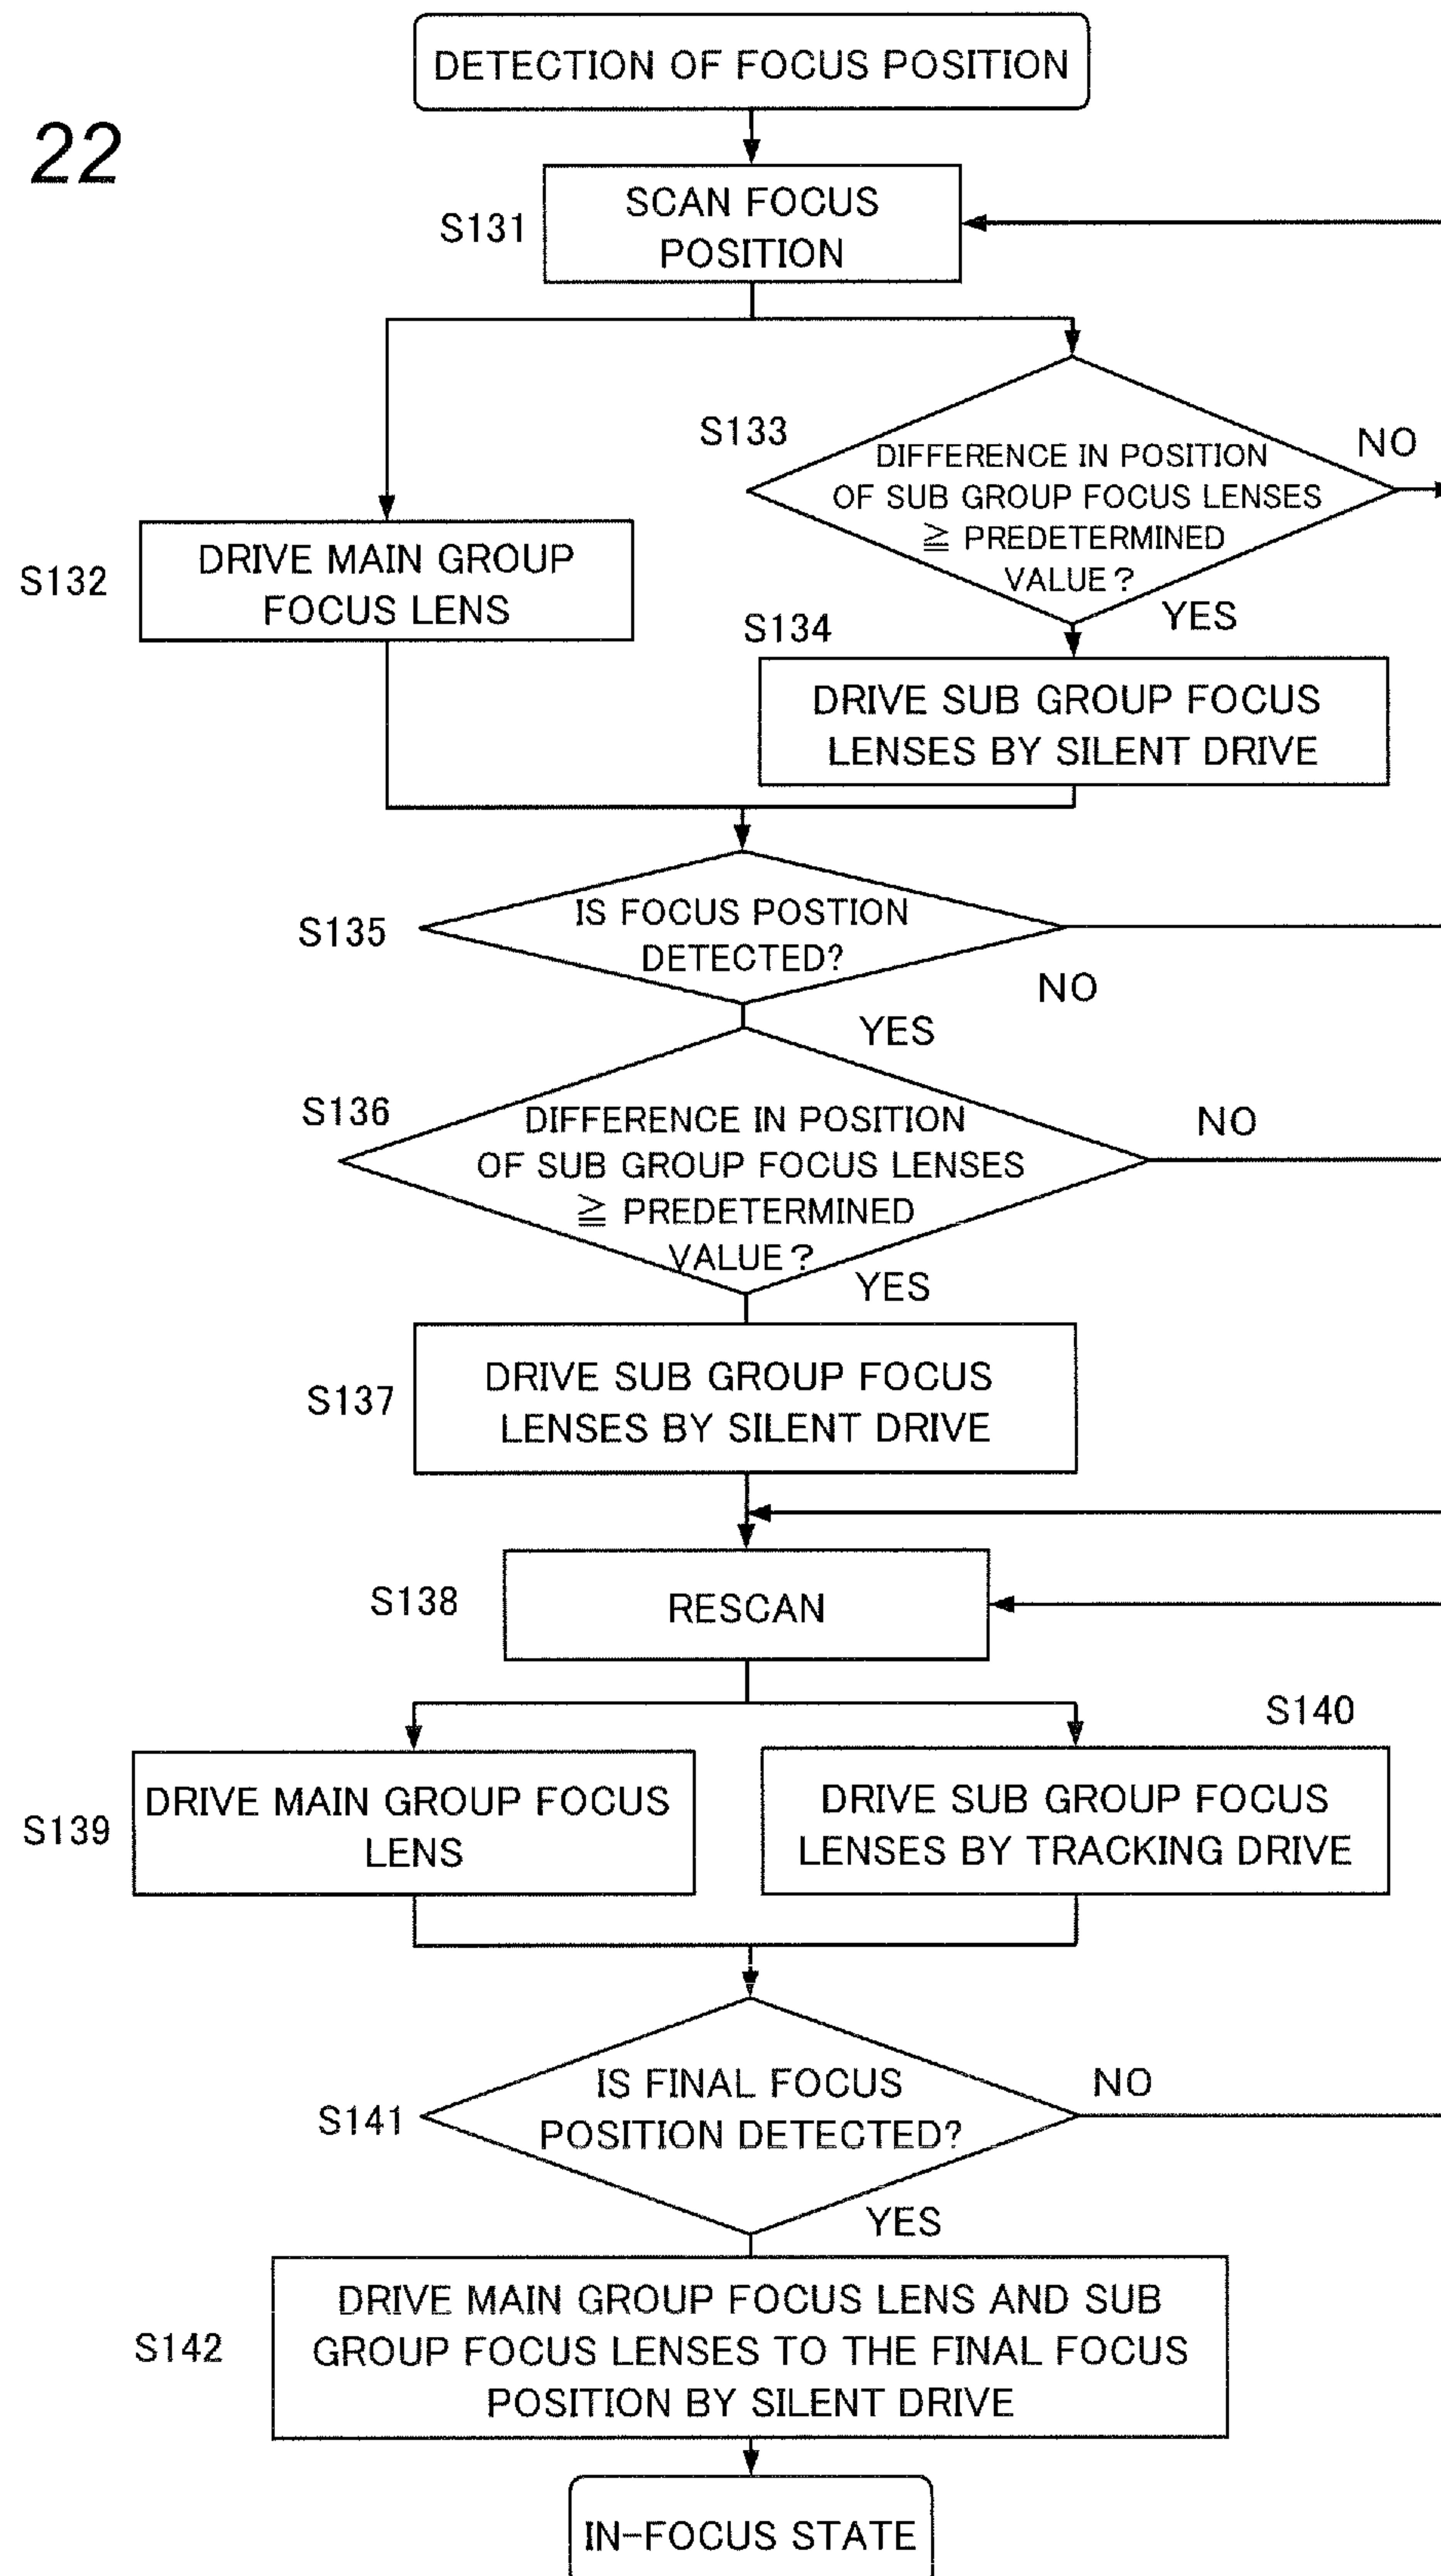 DETECTION OF FOCUS POSITION
22
S131
SCAN FOCUS
POSITION
S133
DIFFERENCE IN POSITION
OF SUB GROUP FOCUS LENSES
≧ PREDETERMINED
VALUE?
NO
YES
S132
DRIVE MAIN GROUP
FOCUS LENS
S134
DRIVE SUB GROUP FOCUS
LENSES BY SILENT DRIVE
S135
IS FOCUS POSTION
DETECTED?
NO
YES
S136
DIFFERENCE IN POSITION
OF SUB GROUP FOCUS LENSES
≧ PREDETERMINED
VALUE?
NO
YES
S137
DRIVE SUB GROUP FOCUS
LENSES BY SILENT DRIVE
S138
RESCAN
S139
DRIVE MAIN GROUP FOCUS
LENS
S140
DRIVE SUB GROUP FOCUS
LENSES BY TRACKING DRIVE
S141
IS FINAL FOCUS
POSITION DETECTED?
NO
YES
S142
DRIVE MAIN GROUP FOCUS LENS AND SUB
GROUP FOCUS LENSES TO THE FINAL FOCUS
POSITION BY SILENT DRIVE
IN-FOCUS STATE